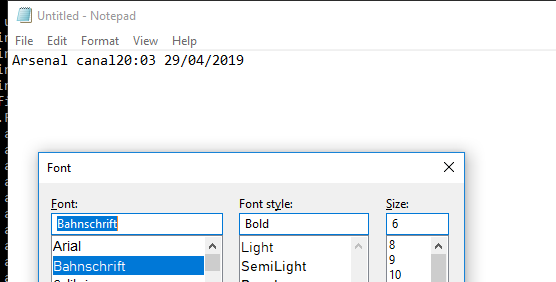 Untitled - Notepad
File Edit Format View Help
Arsenal canal20:03 29/04/2019
Font
Font: Font style: Size:
Bahnschrift Bold 6
Arial Light 8
Bahnschrift SemiLight 9
10